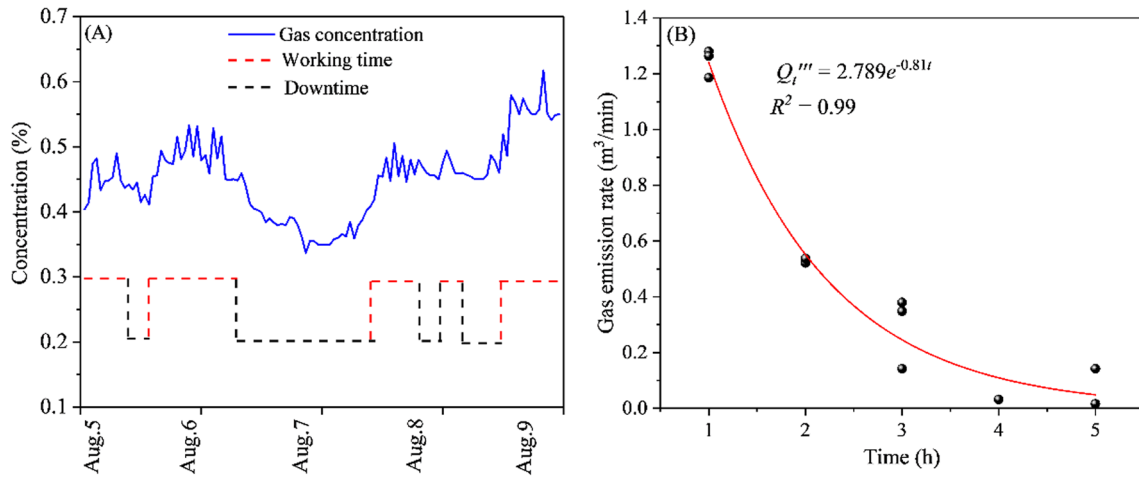 (A)
Gas concentration
Working time
Downtime
Concentration (%)
0.7
0.6
0.5
0.4
0.3
0.2
0.1
Aug.5
Aug.6
Aug.7
Aug.8
Aug.9
(B)
Qₜ''' = 2.789e⁻⁰·⁸¹ᵗ
R² = 0.99
Gas emission rate (m³/min)
1.4
1.2
1.0
0.8
0.6
0.4
0.2
0.0
1 2 3 4 5
Time (h)